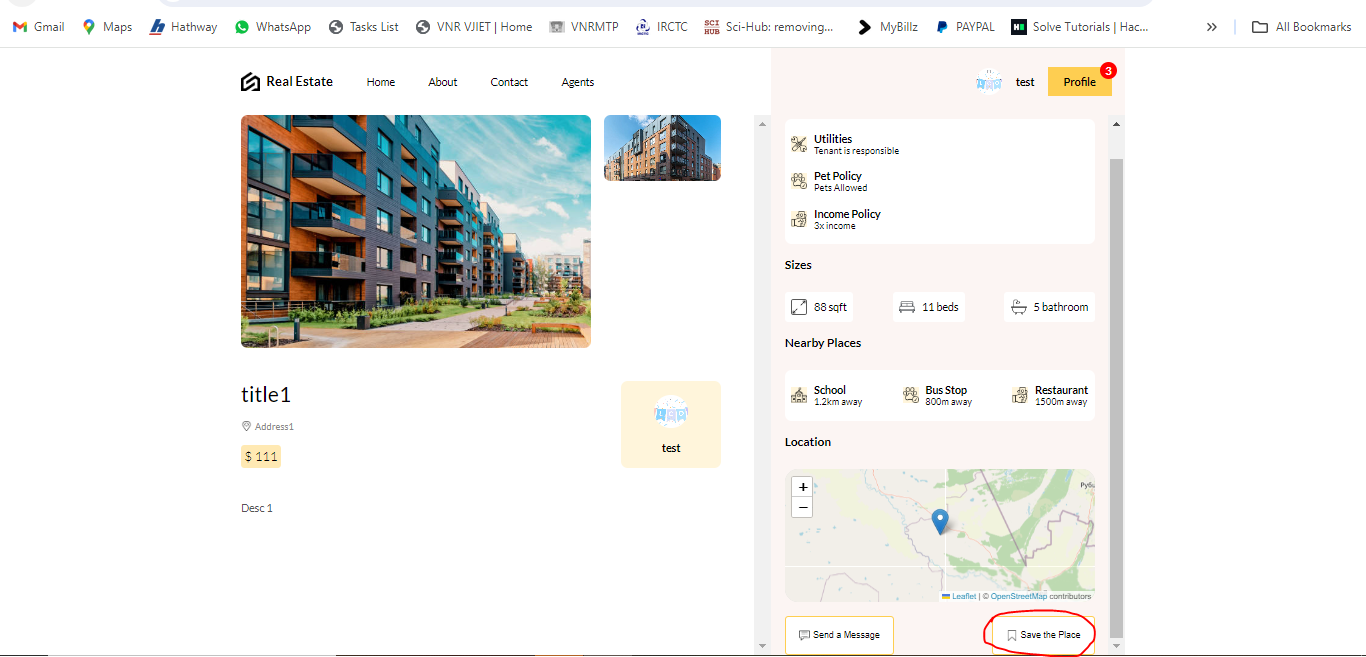 Gmail Maps Hathway WhatsApp Tasks List VNR VJIET | Home VNRMTP IRCTC Sci-Hub: removing... MyBillz PAYPAL Solve Tutorials | Hac... » All Bookmarks
Real Estate Home About Contact Agents test Profile 3
Utilities
Tenant is responsible
Pet Policy
Pets Allowed
Income Policy
3x income
Sizes
88 sqft 11 beds 5 bathroom
Nearby Places
School Bus Stop Restaurant
1.2km away 800m away 1500m away
title1
Address1
$ 111
test
Desc 1
Location
+
−
Рубі
Leaflet | © OpenStreetMap contributors
Send a Message Save the Place